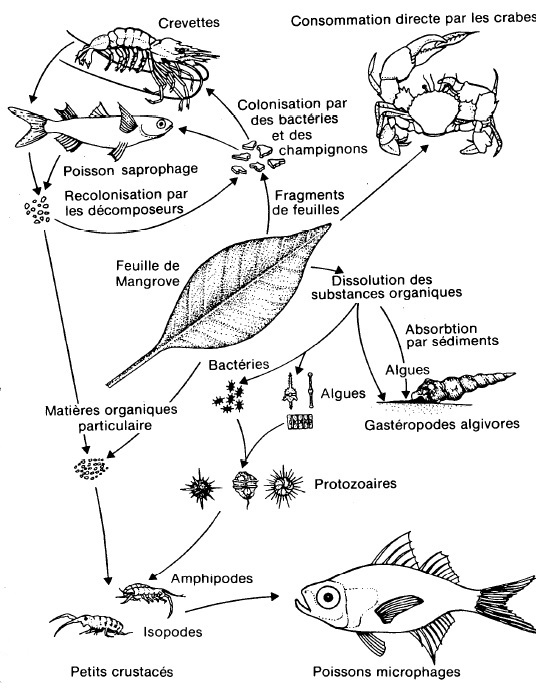 Crevettes
Consommation directe par les crabes
Colonisation par
des bactéries
et des
champignons
Poisson saprophage
Recolonisation par
les décomposeurs
Fragments
de feuilles
Feuille de
Mangrove
Dissolution des
substances organiques
Absorbtion
par sédiments
Bactéries
Algues
Algues
Gastéropodes algivores
Matières organiques
particulaire
Protozoaires
Amphipodes
Isopodes
Petits crustacés
Poissons microphages